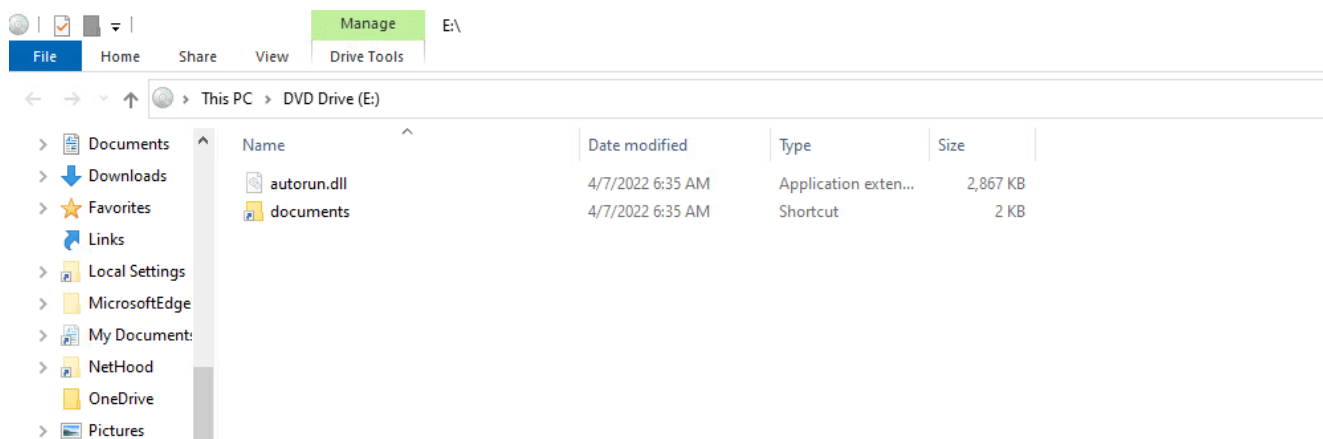 Manage E:\
File Home Share View Drive Tools
This PC > DVD Drive (E:)
Name Date modified Type Size
Documents
Downloads
Favorites
Links
Local Settings
MicrosoftEdge
My Documents
NetHood
OneDrive
Pictures
autorun.dll 4/7/2022 6:35 AM Application exten... 2,867 KB
documents 4/7/2022 6:35 AM Shortcut 2 KB